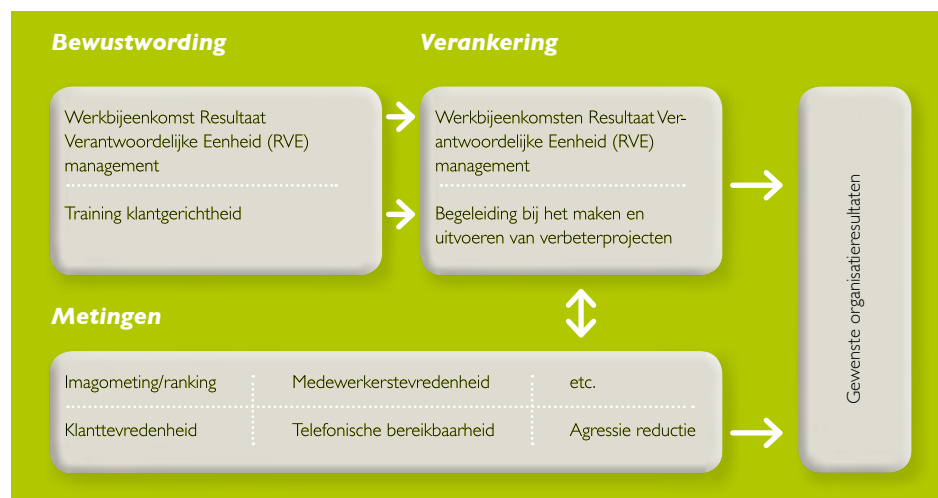 Bewustwording
Werkbijeenkomst Resultaat
Verantwoordelijke Eenheid (RVE)
management
Training klantgerichtheid
Verankering
Werkbijeenkomsten Resultaat Ver-
antwoordelijke Eenheid (RVE)
management
Begeleiding bij het maken en
uitvoeren van verbeterprojecten
Metingen
Imagometing/ranking
Medewerkerstevredenheid
etc.
Klanttevredenheid
Telefonische bereikbaarheid
Agressie reductie
Gewenste organisatieresultaten